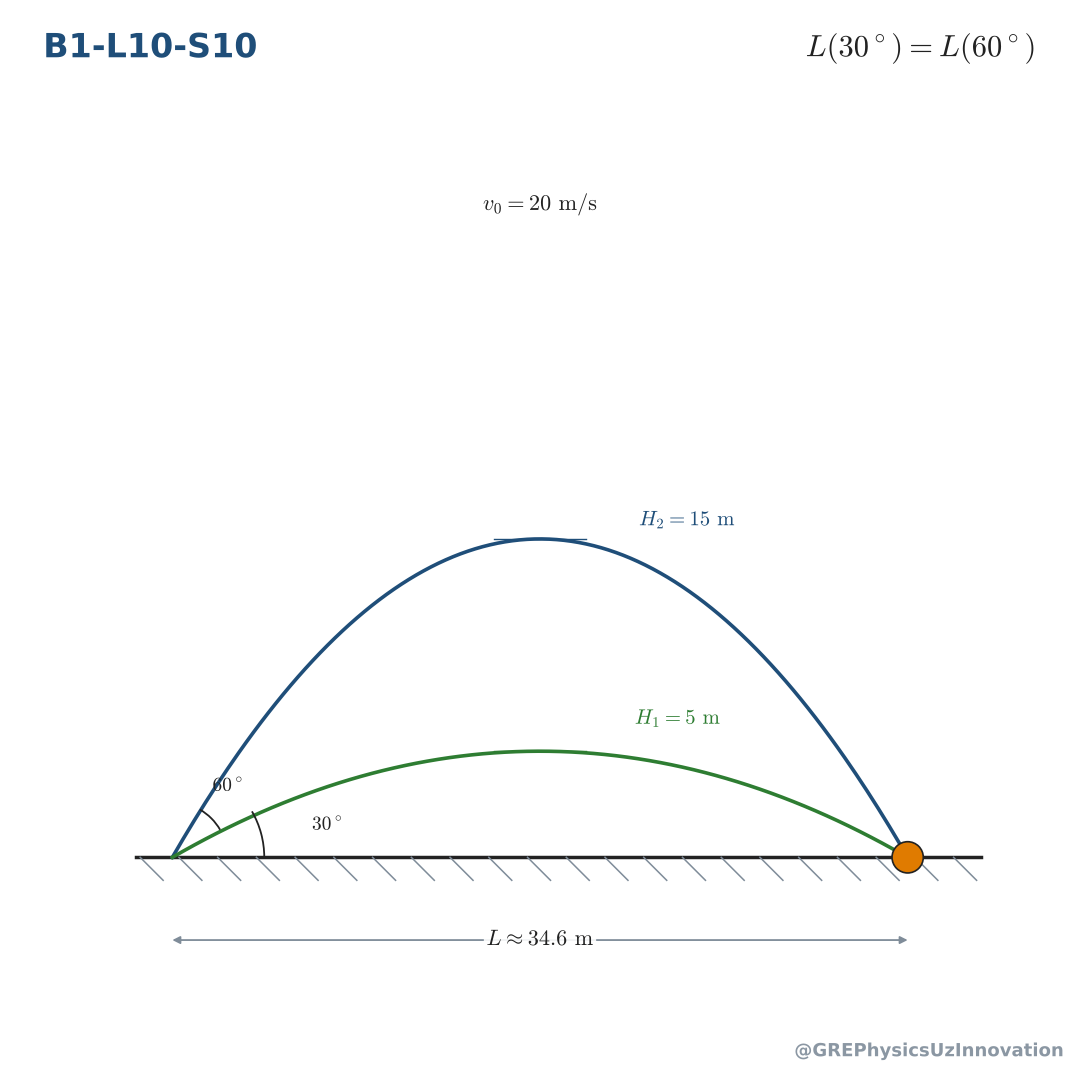 B1-L10-S10
L(30°) = L(60°)
v₀ = 20 m/s
H₂ = 15 m
H₁ = 5 m
60°
30°
L ≈ 34.6 m
@GREPhysicsUzInnovation